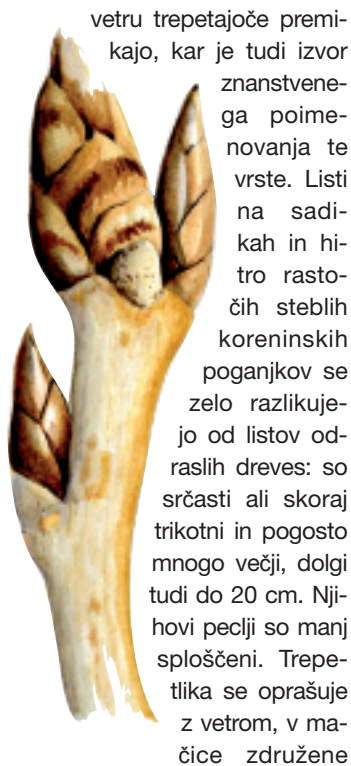 vetru trepetajoče premi-
kajo, kar je tudi izvor
znanstvene-
ga poime-
novanja te
vrste. Listi
na sadi-
kah in hi-
tro rasto-
čih steblih
koreninskih
poganjkov se
zelo razlikuje-
jo od listov od-
raslih dreves: so
srčasti ali skoraj
trikotni in pogosto
mnogo večji, dolgi
tudi do 20 cm. Nji-
hovi peclji so manj
sploščeni. Trepe-
tlika se oprašuje
z vetrom, v ma-
čice združene